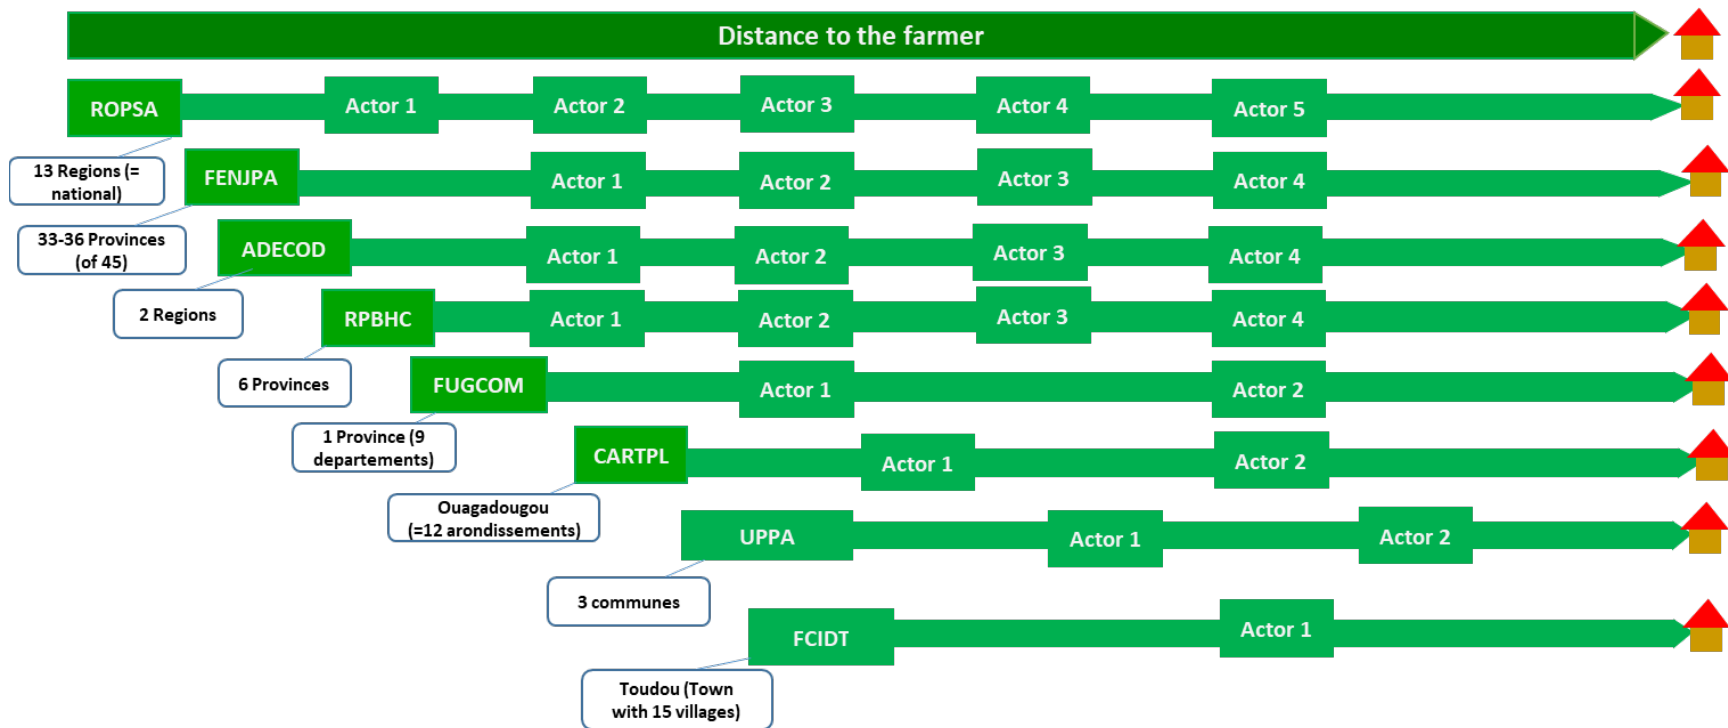 Distance to the farmer
ROPSA
Actor 1
Actor 2
Actor 3
Actor 4
Actor 5
13 Regions (=
national)
FENJPA
Actor 1
Actor 2
Actor 3
Actor 4
33-36 Provinces
(of 45)
ADECOD
Actor 1
Actor 2
Actor 3
Actor 4
2 Regions
RPBHC
Actor 1
Actor 2
Actor 3
Actor 4
6 Provinces
FUGCOM
Actor 1
Actor 2
1 Province (9
departements)
CARTPL
Actor 1
Actor 2
Ouagadougou
(=12 arondissements)
UPPA
Actor 1
Actor 2
3 communes
FCIDT
Actor 1
Toudou (Town
with 15 villages)